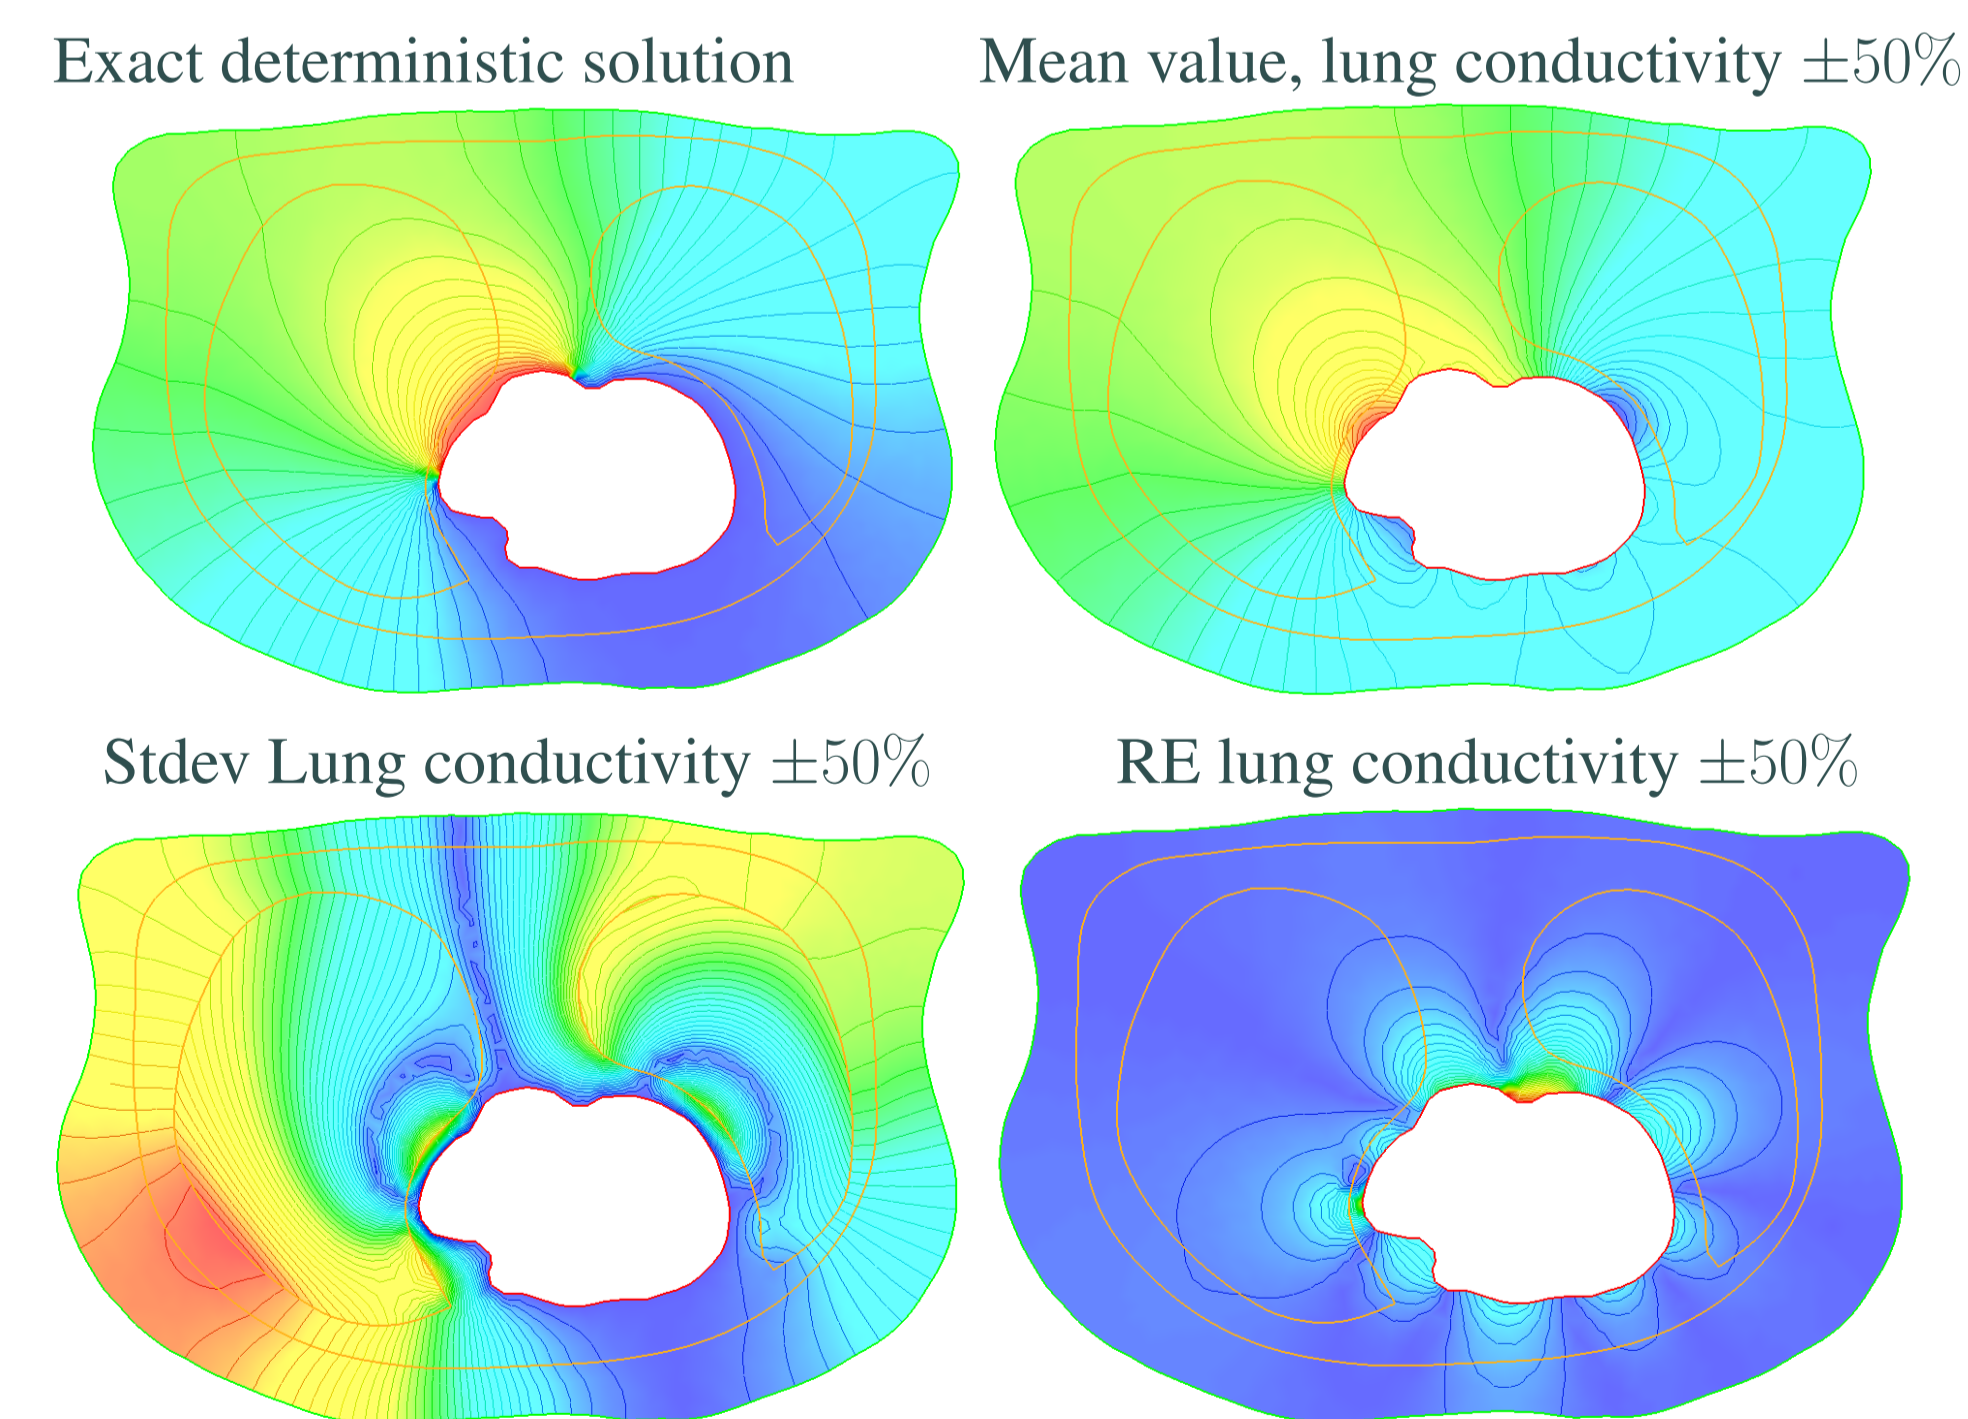 Exact deterministic solution
Mean value, lung conductivity ±50%
Stdev Lung conductivity ±50%
RE lung conductivity ±50%